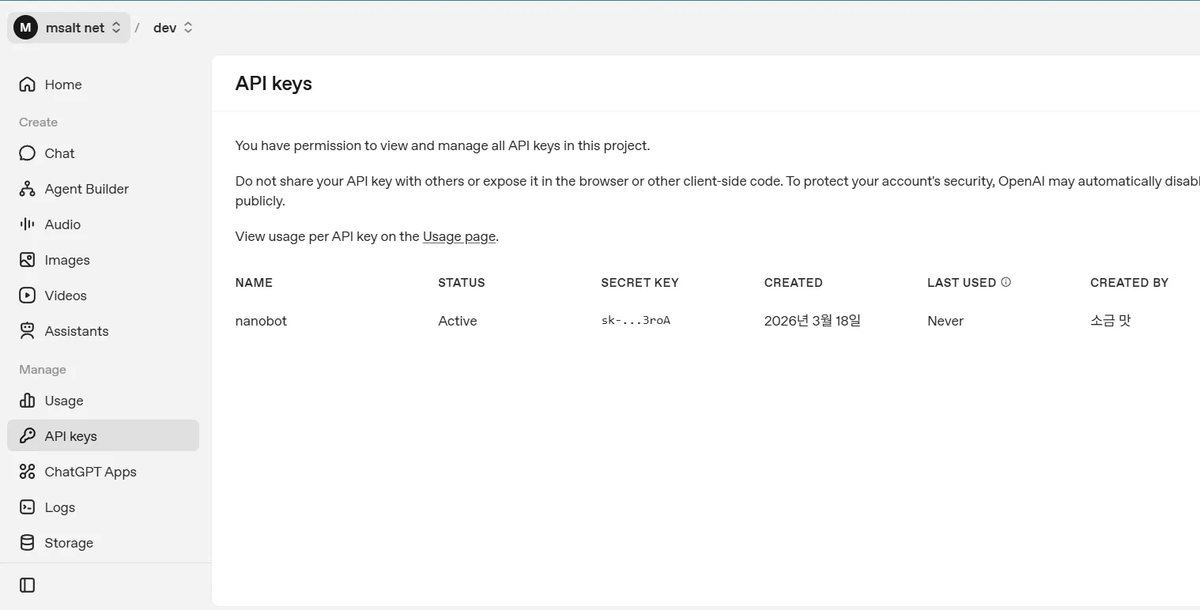 M msalt net / dev
Home
Create
Chat
Agent Builder
Audio
Images
Videos
Assistants
Manage
Usage
API keys
ChatGPT Apps
Logs
Storage
API keys
You have permission to view and manage all API keys in this project.
Do not share your API key with others or expose it in the browser or other client-side code. To protect your account's security, OpenAI may automatically
publicly.
View usage per API key on the Usage page.
NAME STATUS SECRET KEY CREATED LAST USED CREATED BY
nanobot Active sk-...3roA 2026년 3월 18일 Never 소금 맛